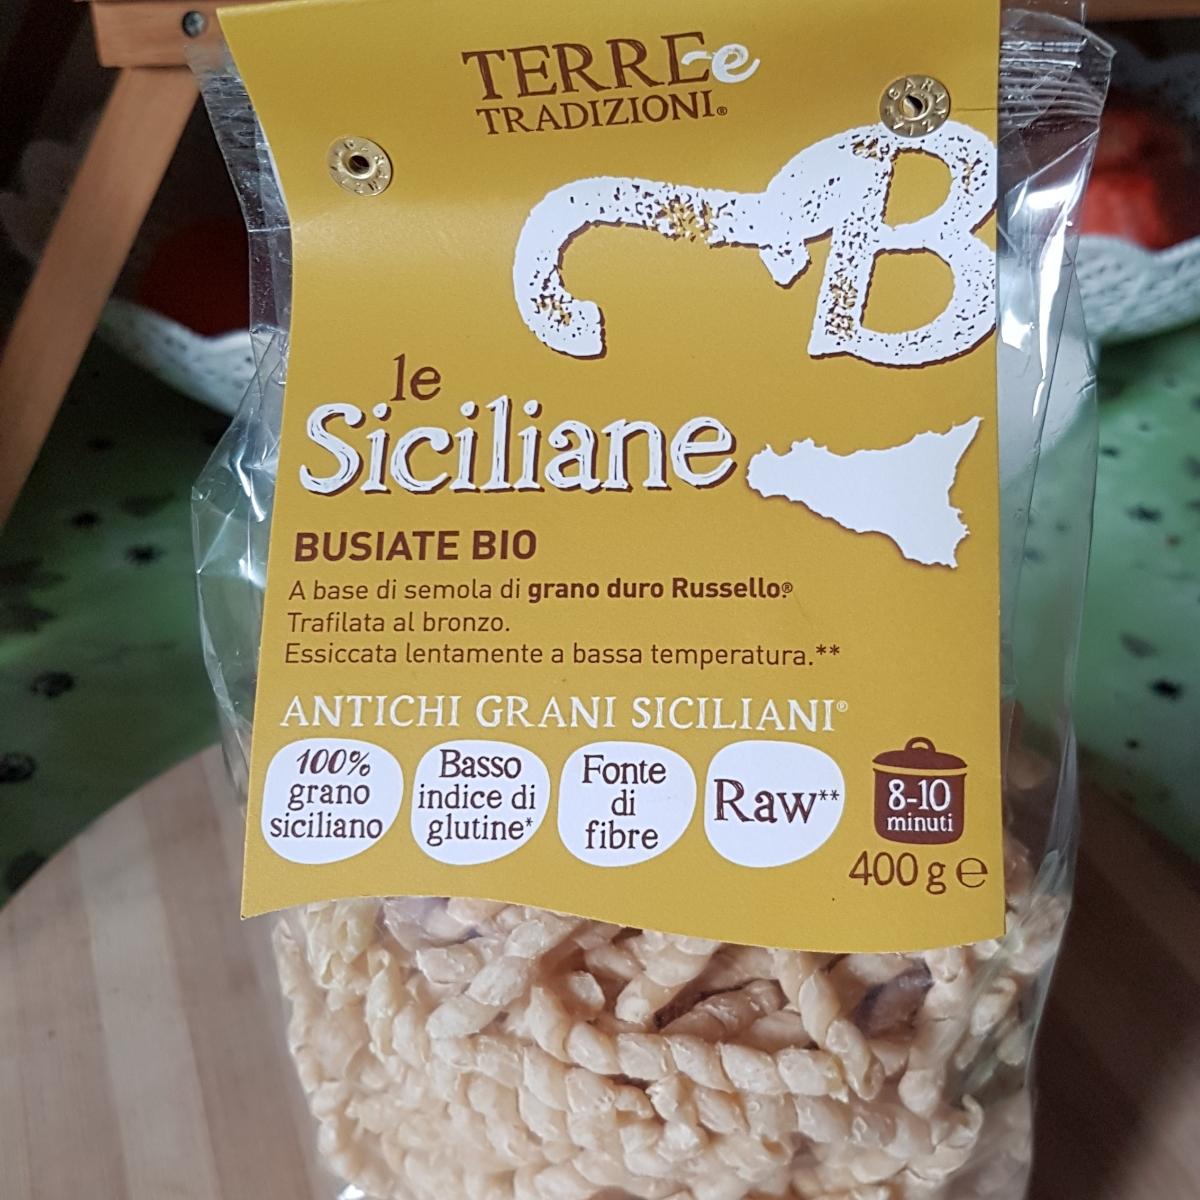 TERRE e
TRADIZIONI®
B
le
Siciliane
BUSIATE BIO
A base di semola di grano duro Russello®
Trafilata al bronzo.
Essiccata lentamente a bassa temperatura.**
ANTICHI GRANI SICILIANI®
100%
grano
siciliano
Basso
indice di
glutine*
Fonte
di
fibre
Raw**
8-10
minuti
400 g ℮